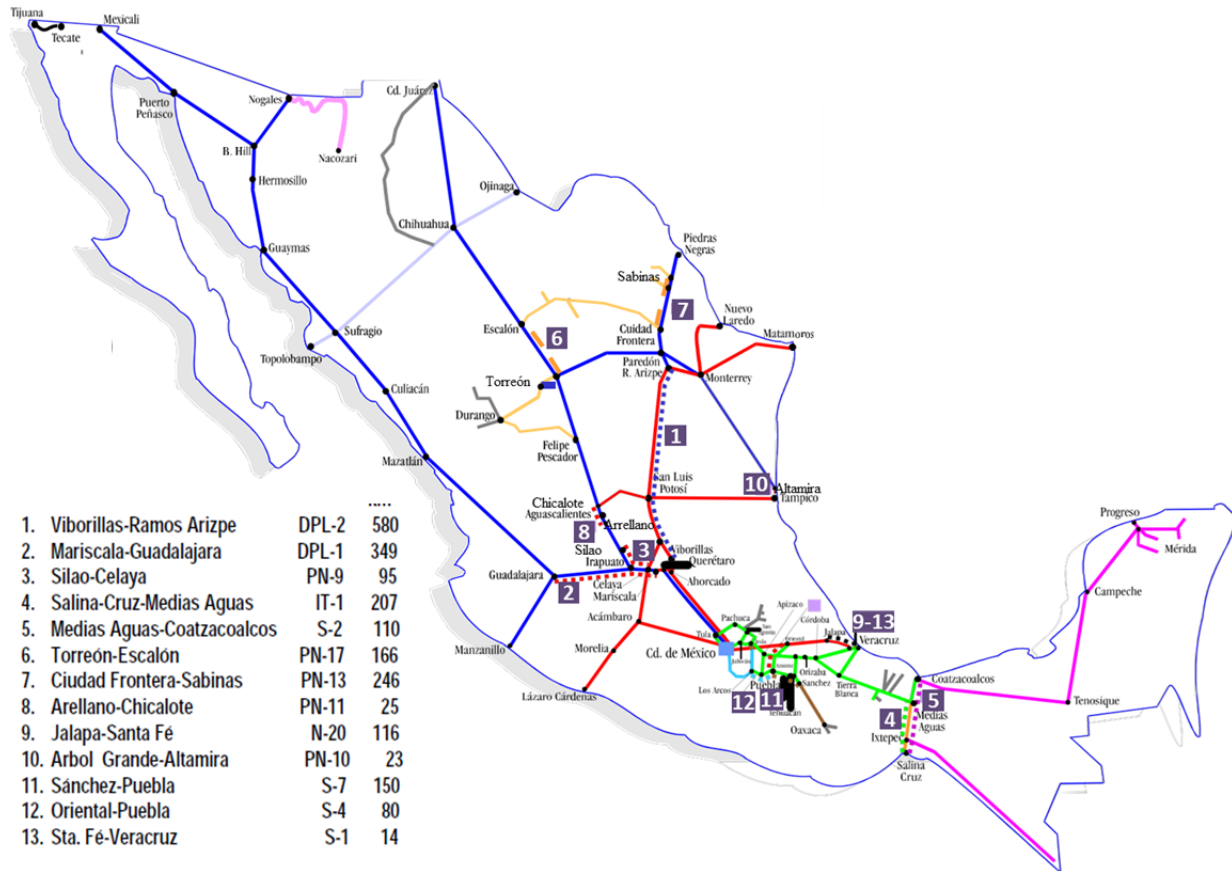 Tijuana
Tecate
Mexicali
Puerto
Peñasco
Nogales
B. Hill
Hermosillo
Nacozari
Guaymas
Cd. Juárez
Ojinaga
Chihuahua
Sufragio
Topolobampo
Culiacán
Mazatlán
Escalón
6
Torreón
Durango
Felipe
Pescador
Piedras
Negras
Sabinas
7
Cuidad
Frontera
Nuevo
Laredo
Matamoros
Paredón
R. Arizpe
Monterrey
1
San Luis
Potosí
10
Altamira
Tampico
Chicalote
Aguascalientes
8
Arrellano
Silao
Irapuato
3
Viborillas
Querétaro
Ahorcado
Guadalajara
2
Celaya
Mariscala
Acámbaro
Manzanillo
Morelia
Lázaro Cárdenas
Pachuca
Tula
Cd. de México
Apizaco
Córdoba
Jalapa
9-13
Veracruz
Los Arcos
Puebla
12
11
Tehuacan
Sanchez
Orizaba
Tierra
Blanca
Oaxaca
Coatzacoalcos
5
4
Medias
Aguas
Ixtepec
Salina
Cruz
Tenosique
Campeche
Progreso
Mérida
1. Viborillas-Ramos Arizpe DPL-2 580
2. Mariscala-Guadalajara DPL-1 349
3. Silao-Celaya PN-9 95
4. Salina-Cruz-Medias Aguas IT-1 207
5. Medias Aguas-Coatzacoalcos S-2 110
6. Torreón-Escalón PN-17 166
7. Ciudad Frontera-Sabinas PN-13 246
8. Arellano-Chicalote PN-11 25
9. Jalapa-Santa Fé N-20 116
10. Arbol Grande-Altamira PN-10 23
11. Sánchez-Puebla S-7 150
12. Oriental-Puebla S-4 80
13. Sta. Fé-Veracruz S-1 14